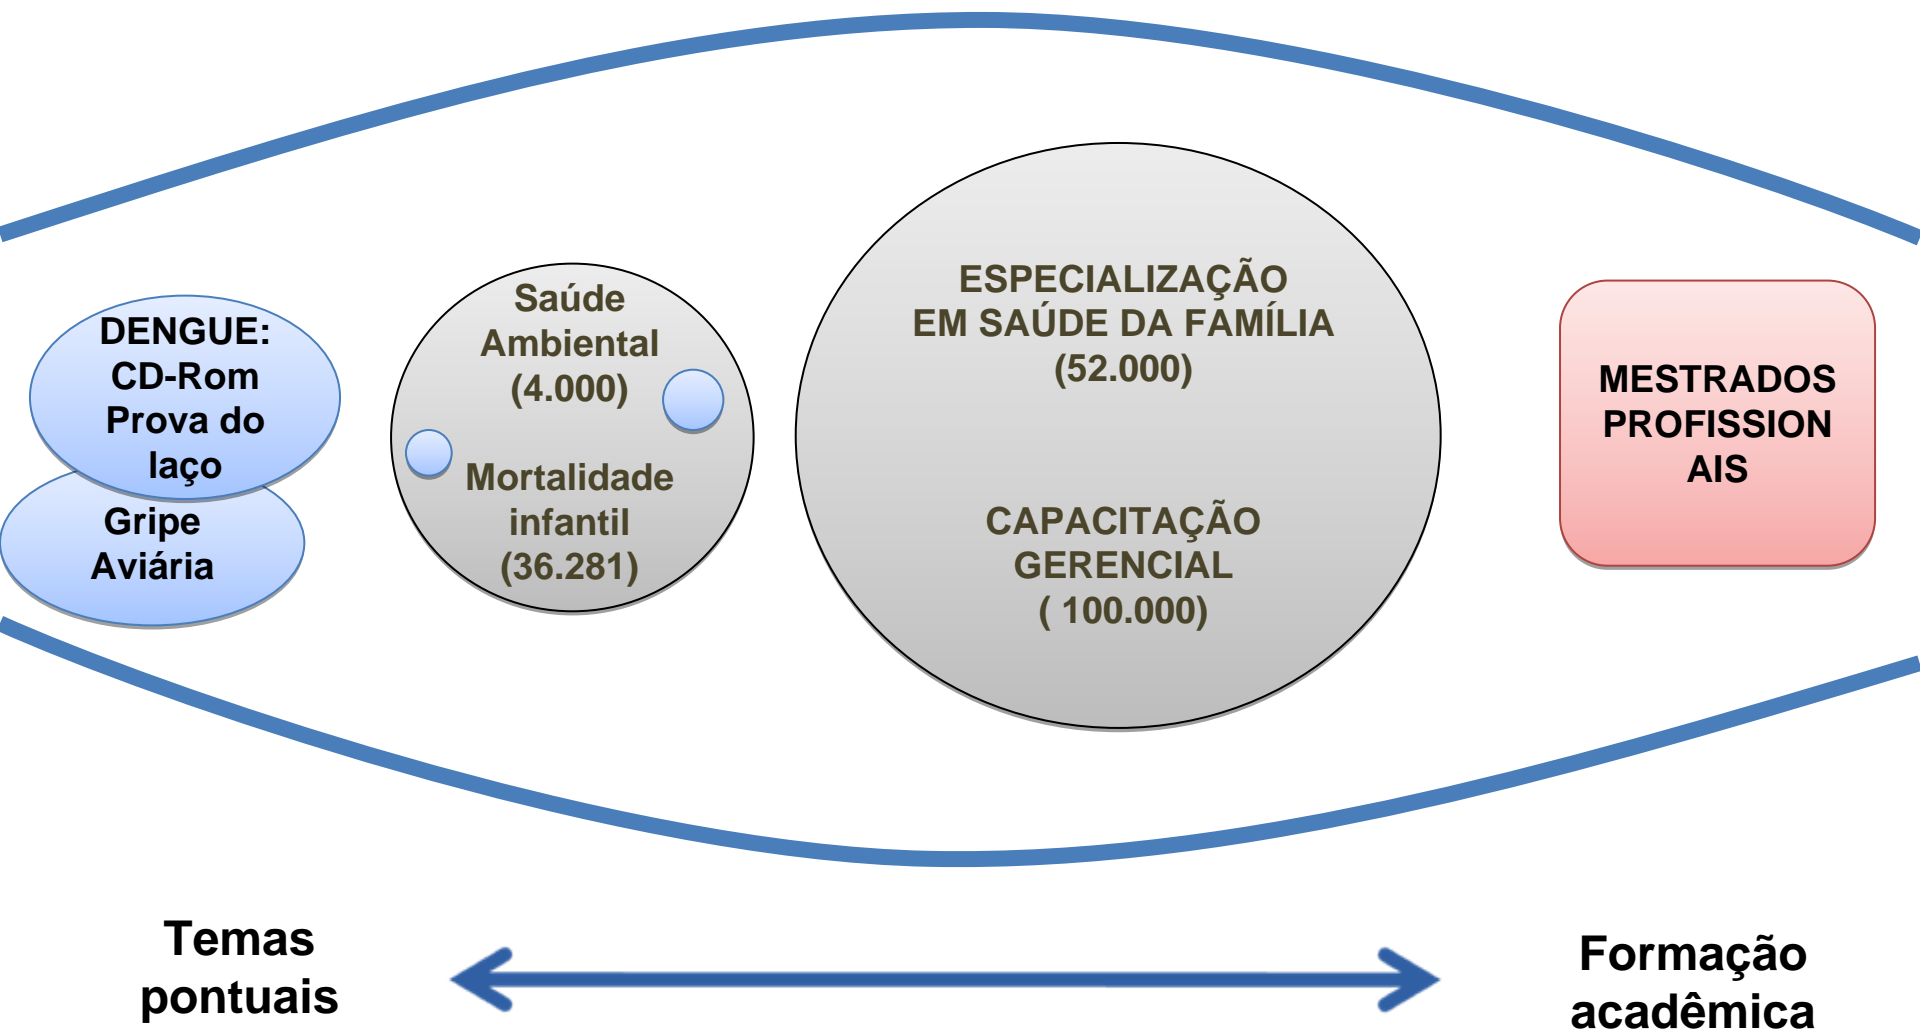 DENGUE:
CD-Rom
Prova do
laço
Gripe
Aviária
Saúde
Ambiental
(4.000)
Mortalidade
infantil
(36.281)
ESPECIALIZAÇÃO
EM SAÚDE DA FAMÍLIA
(52.000)
CAPACITAÇÃO
GERENCIAL
( 100.000)
MESTRADOS
PROFISSION
AIS
Temas
pontuais
Formação
acadêmica